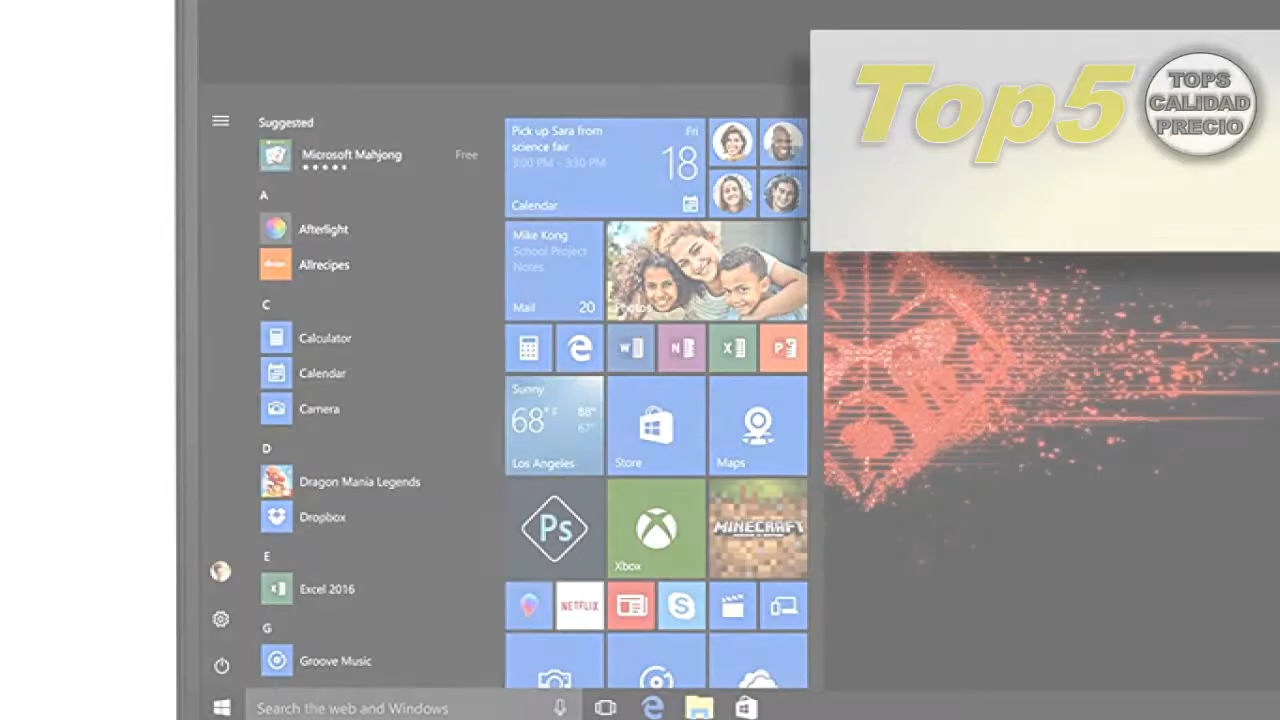 Top5
TOPS
CALIDAD
PRECIO
Suggested
Microsoft Mahjong
Free
A
Afterlight
Allrecipes
C
Calculator
Calendar
Camera
D
Dragon Mania Legends
Dropbox
E
Excel 2016
G
Groove Music
Search the web and Windows
Pick up Sara from
science fair
3:00 PM - 3:30 PM
Fri
18
Calendar
Mike Kong
School Project
Notes
Mail
20
Photos
Sunny
68°F
88°
67°
Los Angeles
Store
Maps
Ps
Xbox
MINECRAFT
NETFLIX